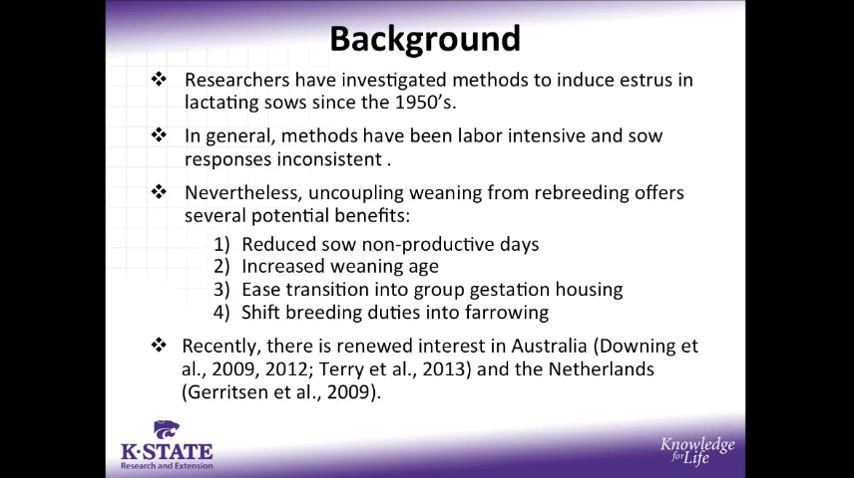 Background
❖ Researchers have investigated methods to induce estrus in
lactating sows since the 1950's.
❖ In general, methods have been labor intensive and sow
responses inconsistent .
❖ Nevertheless, uncoupling weaning from rebreeding offers
several potential benefits:
1) Reduced sow non-productive days
2) Increased weaning age
3) Ease transition into group gestation housing
4) Shift breeding duties into farrowing
❖ Recently, there is renewed interest in Australia (Downing et
al., 2009, 2012; Terry et al., 2013) and the Netherlands
(Gerritsen et al., 2009).
K-STATE
Research and Extension
Knowledge
for Life